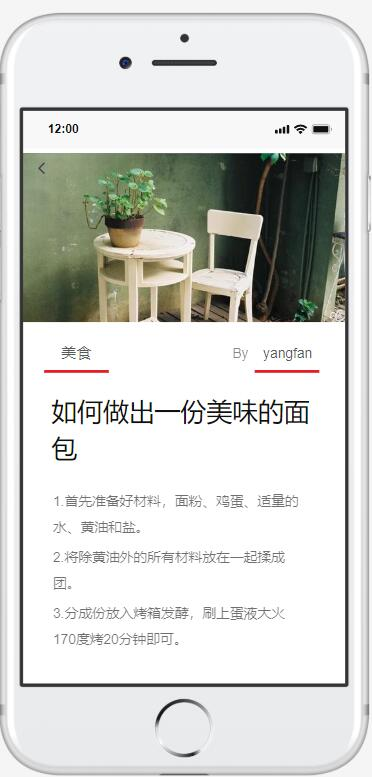 12:00
美食 By yangfan
如何做出一份美味的面
包
1.首先准备好材料，面粉、鸡蛋、适量的
水、黄油和盐。
2.将除黄油外的所有材料放在一起揉成
团。
3.分成份放入烤箱发酵，刷上蛋液大火
170度烤20分钟即可。